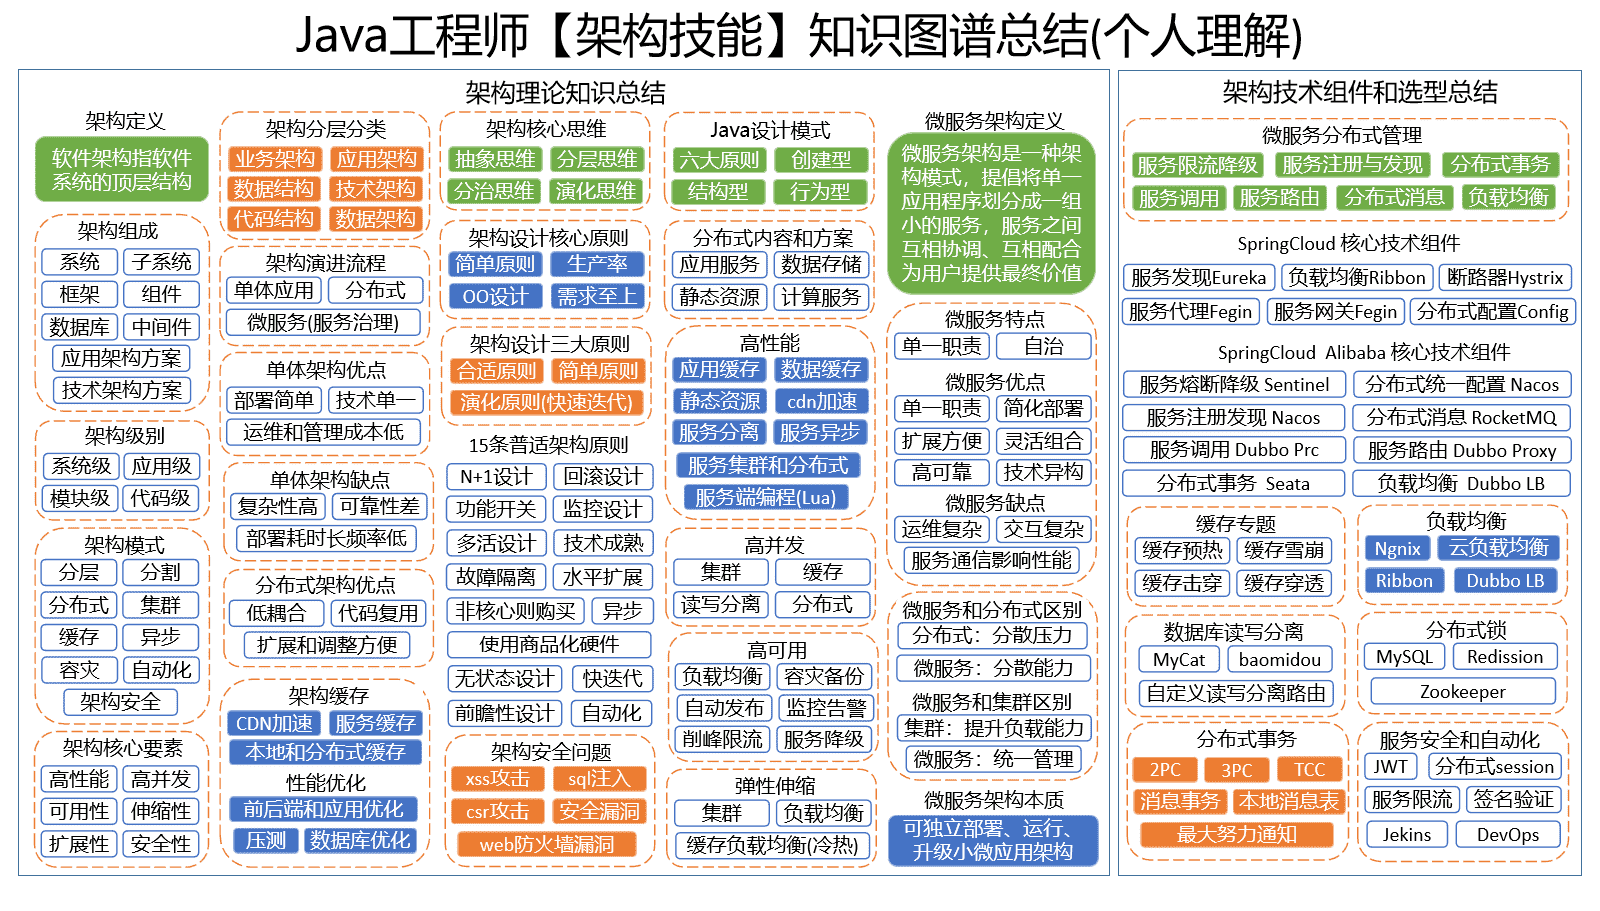 Java工程师【架构技能】知识图谱总结(个人理解)
架构理论知识总结
架构定义
软件架构指软件
系统的顶层结构
架构组成
系统 子系统
框架 组件
数据库 中间件
应用架构方案
技术架构方案
架构级别
系统级 应用级
模块级 代码级
架构模式
分层 分割
分布式 集群
缓存 异步
容灾 自动化
架构安全
架构核心要素
高性能 高并发
可用性 伸缩性
扩展性 安全性
架构分层分类
业务架构 应用架构
数据结构 技术架构
代码结构 数据架构
架构演进流程
单体应用 分布式
微服务(服务治理)
单体架构优点
部署简单 技术单一
运维和管理成本低
单体架构缺点
复杂性高 可靠性差
部署耗时长频率低
分布式架构优点
低耦合 代码复用
扩展和调整方便
架构缓存
CDN加速 服务缓存
本地和分布式缓存
性能优化
前后端和应用优化
压测 数据库优化
架构核心思维
抽象思维 分层思维
分治思维 演化思维
架构设计核心原则
简单原则 生产率
OO设计 需求至上
架构设计三大原则
合适原则 简单原则
演化原则(快速迭代)
15条普适架构原则
N+1设计 回滚设计
功能开关 监控设计
多活设计 技术成熟
故障隔离 水平扩展
非核心则购买 异步
使用商品化硬件
无状态设计 快迭代
前瞻性设计 自动化
架构安全问题
xss攻击 sql注入
csr攻击 安全漏洞
web防火墙漏洞
Java设计模式
六大原则 创建型
结构型 行为型
分布式内容和方案
应用服务 数据存储
静态资源 计算服务
高性能
应用缓存 数据缓存
静态资源 cdn加速
服务分离 服务异步
服务集群和分布式
服务端编程(Lua)
高并发
集群 缓存
读写分离 分布式
高可用
负载均衡 容灾备份
自动发布 监控告警
削峰限流 服务降级
弹性伸缩
集群 负载均衡
缓存负载均衡(冷热)
微服务架构定义
微服务架构是一种架
构模式，提倡将单一
应用程序划分成一组
小的服务，服务之间
互相协调、互相配合
为用户提供最终价值
微服务特点
单一职责 自治
微服务优点
单一职责 简化部署
扩展方便 灵活组合
高可靠 技术异构
微服务缺点
运维复杂 交互复杂
服务通信影响性能
微服务和分布式区别
分布式：分散压力
微服务：分散能力
微服务和集群区别
集群：提升负载能力
微服务：统一管理
微服务架构本质
可独立部署、运行、
升级小微应用架构
架构技术组件和选型总结
微服务分布式管理
服务限流降级 服务注册与发现 分布式事务
服务调用 服务路由 分布式消息 负载均衡
SpringCloud 核心技术组件
服务发现Eureka 负载均衡Ribbon 断路器Hystrix
服务代理Fegin 服务网关Fegin 分布式配置Config
SpringCloud Alibaba 核心技术组件
服务熔断降级 Sentinel 分布式统一配置 Nacos
服务注册发现 Nacos 分布式消息 RocketMQ
服务调用 Dubbo Prc 服务路由 Dubbo Proxy
分布式事务 Seata 负载均衡 Dubbo LB
缓存专题
缓存预热 缓存雪崩
缓存击穿 缓存穿透
负载均衡
Ngnix 云负载均衡
Ribbon Dubbo LB
数据库读写分离
MyCat baomidou
自定义读写分离路由
分布式锁
MySQL Redission
Zookeeper
分布式事务
2PC 3PC TCC
消息事务 本地消息表
最大努力通知
服务安全和自动化
JWT 分布式session
服务限流 签名验证
Jekins DevOps